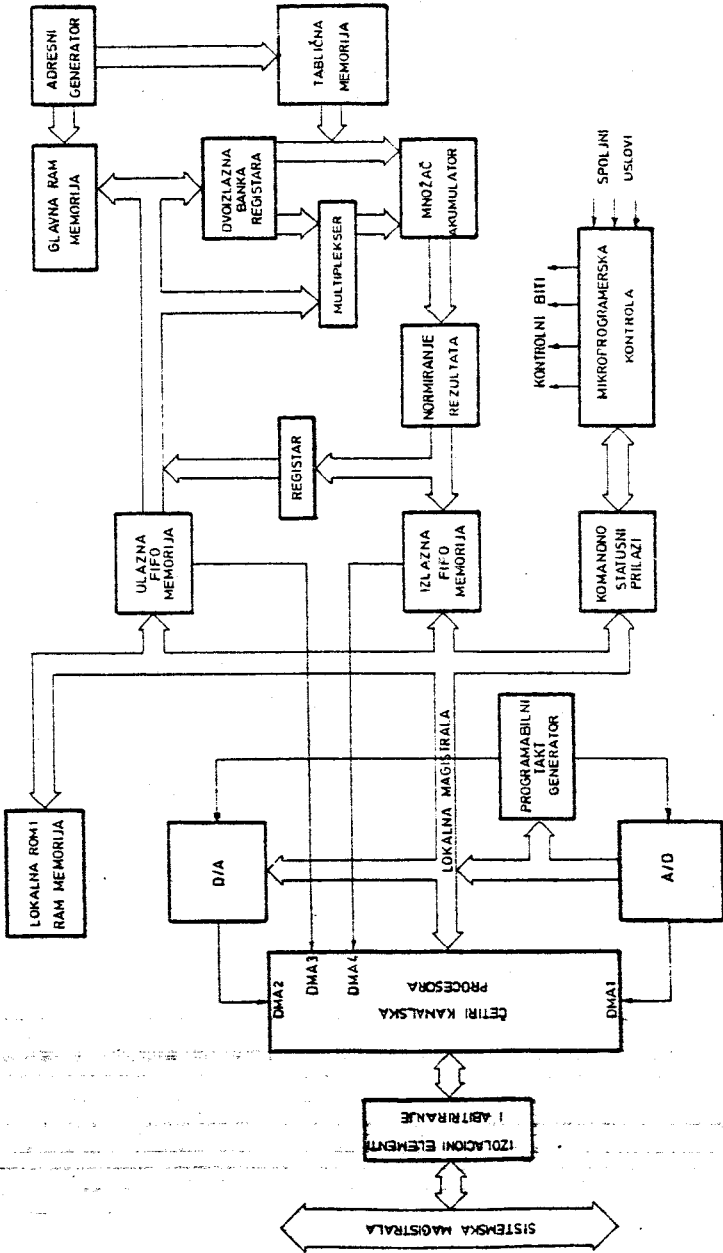 ADRESNI
GENERATOR
TABLIČNA
MEMORIJA
GLAVNA RAM
MEMORIJA
DVOIZLAZNA
BANKA
REGISTARA
MULTIPLEKSER
MNOŽAČ
AKUMULATOR
SPOLJNI
USLOVI
KONTROLNI BITI
MIKROPROGRAMERSKA
KONTROLA
NORMIRANJE
REZULTATA
REGISTAR
ULAZNA
FIFO
MEMORIJA
IZLAZNA
FIFO
MEMORIJA
KOMANDNO
STATUSNI
PRILAZI
LOKALNA ROM I
RAM MEMORIJA
D/A
LOKALNA MAGISTRALA
PROGRAMABILNI
TAKT
GENERATOR
A/D
DMA2
DMA3
DMA4
DMA1
ČETIRI KANALSKA
PROCESORA
IZOLACIONI ELEMENTI
I ABITRIRANJE
SISTEMSKA MAGISTRALA